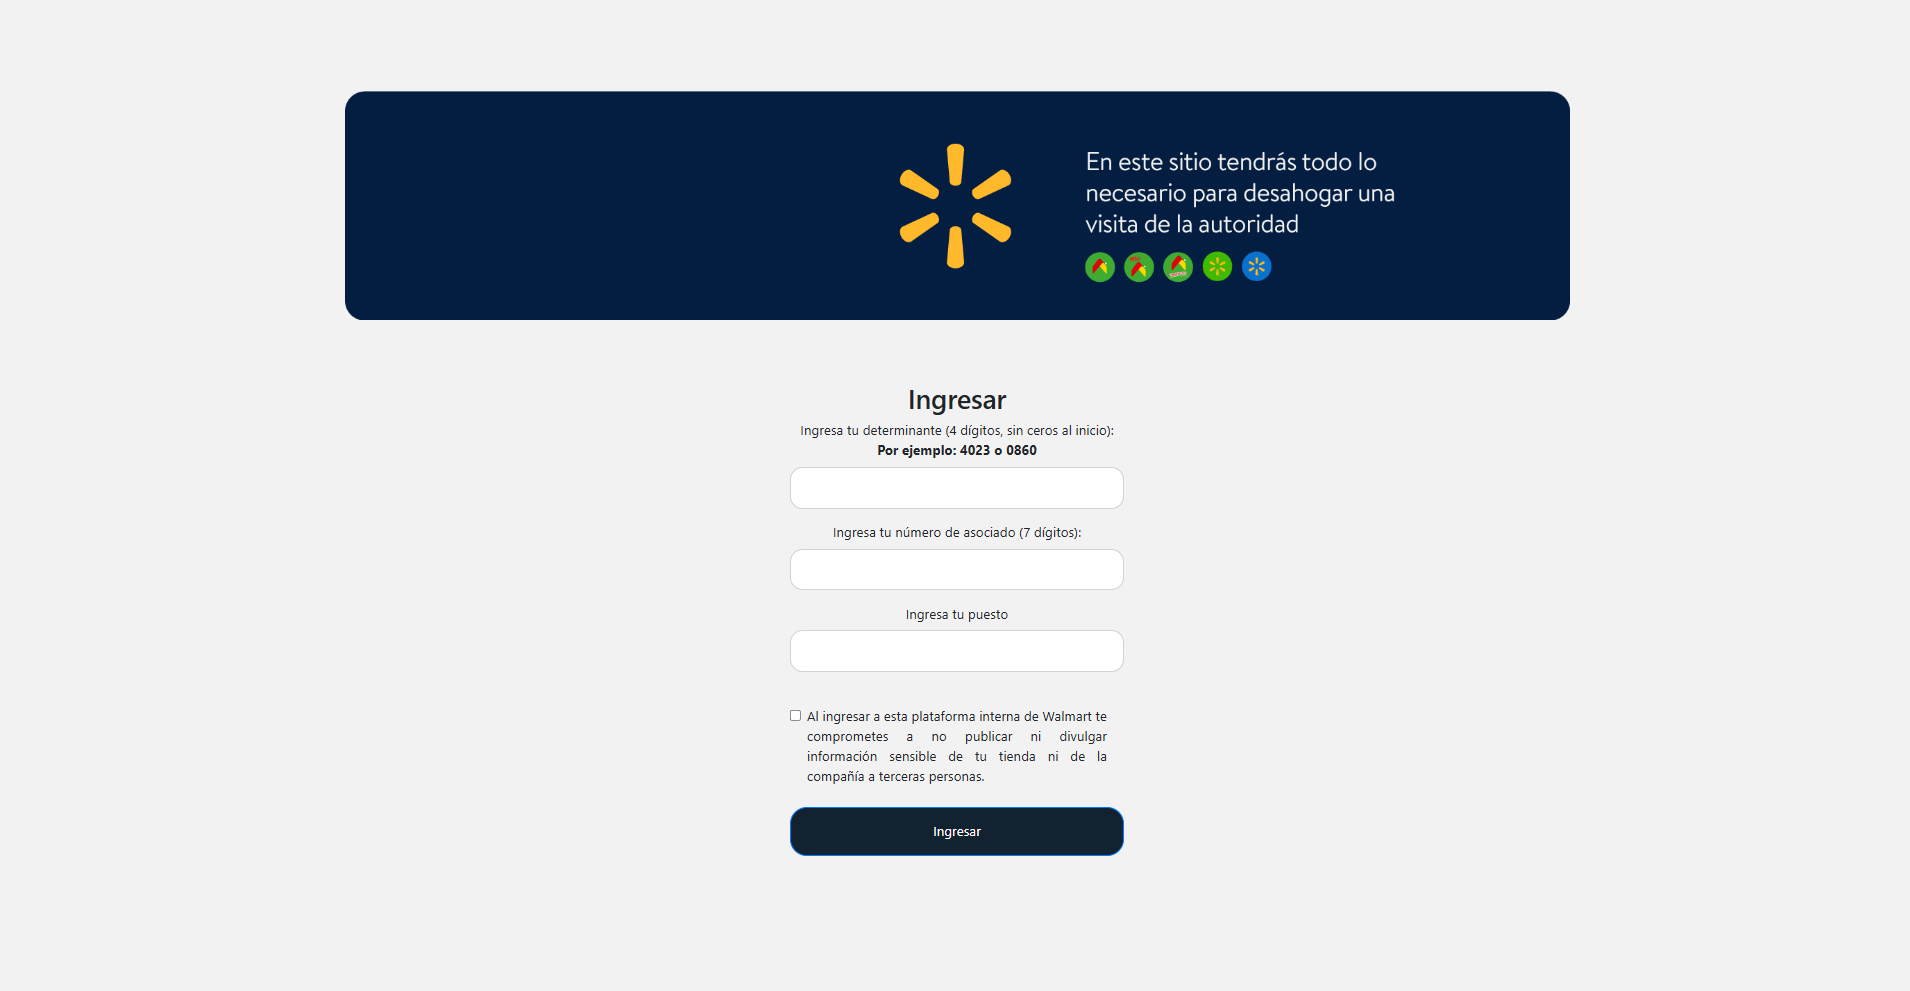 En este sitio tendrás todo lo
necesario para desahogar una
visita de la autoridad
Ingresar
Ingresa tu determinante (4 dígitos, sin ceros al inicio):
Por ejemplo: 4023 o 0860
Ingresa tu número de asociado (7 dígitos):
Ingresa tu puesto
Al ingresar a esta plataforma interna de Walmart te
comprometes a no publicar ni divulgar
información sensible de tu tienda ni de la
compañía a terceras personas.
Ingresar